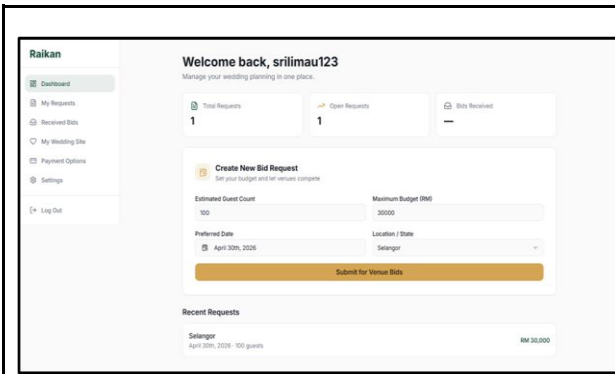 Raikan
Dashboard
My Requests
Received Bids
My Wedding Site
Payment Options
Settings
Log Out
Welcome back, srilimau123
Manage your wedding planning in one place.
Total Requests
1
Open Requests
1
Bids Received
—
Create New Bid Request
Set your budget and let venues compete
Estimated Guest Count
100
Maximum Budget (RM)
30000
Preferred Date
April 30th, 2026
Location / State
Selangor
Submit for Venue Bids
Recent Requests
Selangor
April 30th, 2026 · 100 guests
RM 30,000